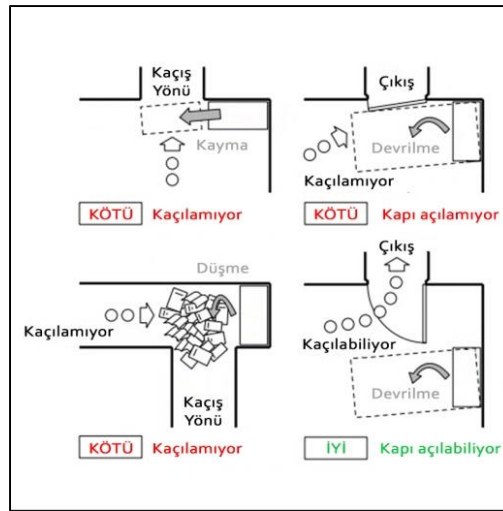 Kaçış
Yönü
Kayma
KÖTÜ Kaçılamıyor
Çıkış
Devrilme
Kaçılamıyor
KÖTÜ Kapı açılamıyor
Düşme
Kaçılamıyor
Kaçış
Yönü
KÖTÜ Kaçılamıyor
Çıkış
Kaçılabiliyor
Devrilme
İYİ Kapı açılabiliyor